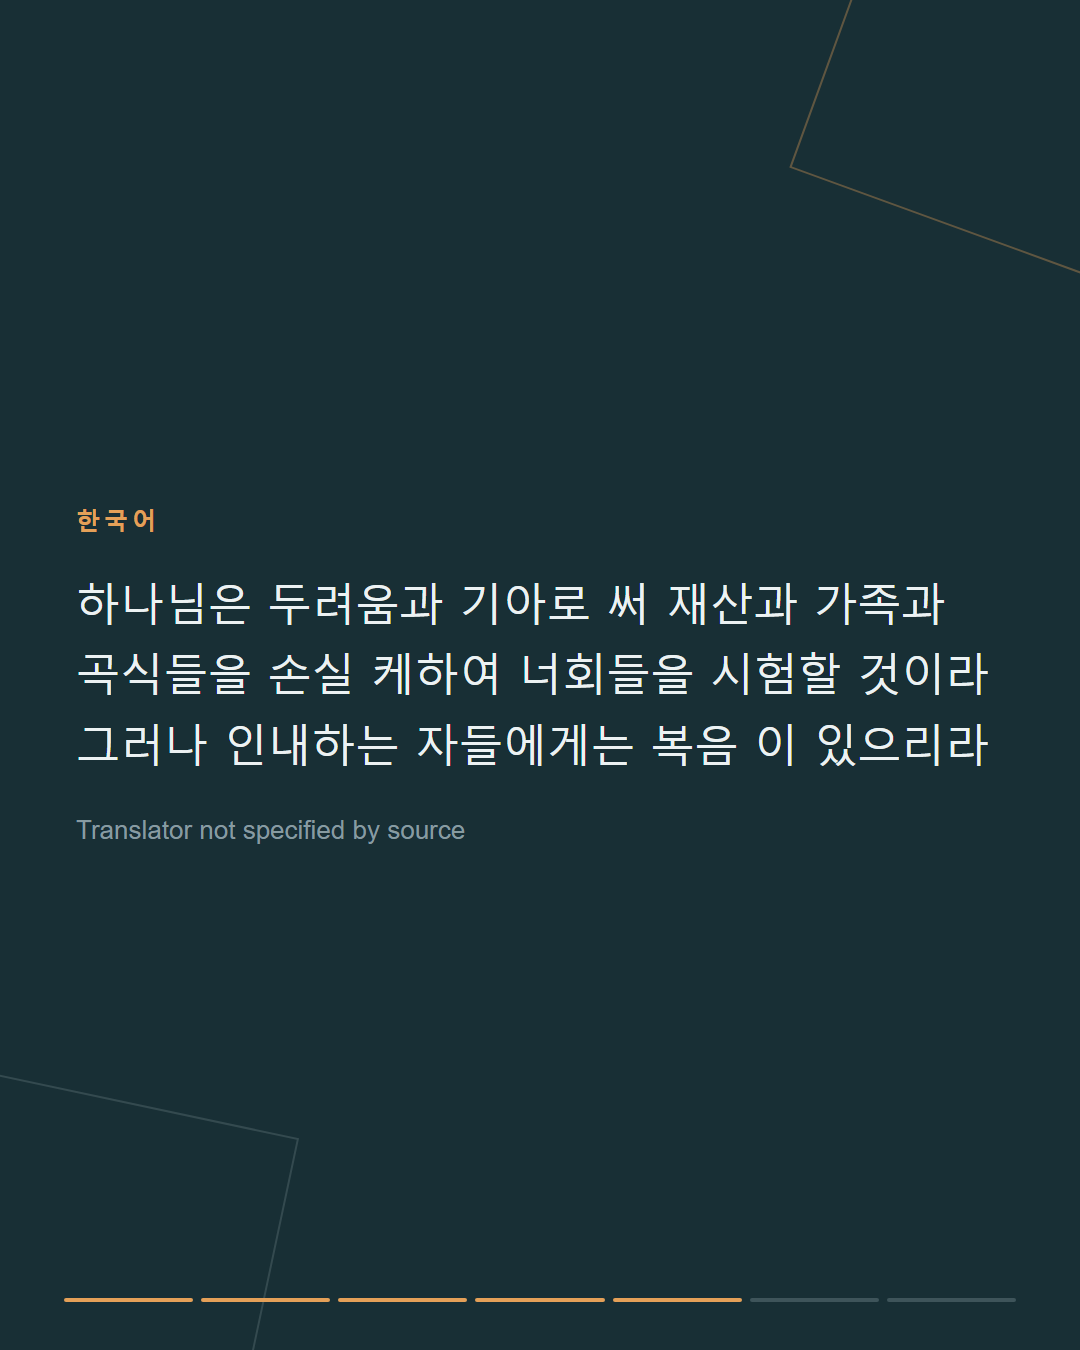 한국어
하나님은 두려움과 기아로 써 재산과 가족과
곡식들을 손실 케하여 너회들을 시험할 것이라
그러나 인내하는 자들에게는 복음 이 있으리라
Translator not specified by source